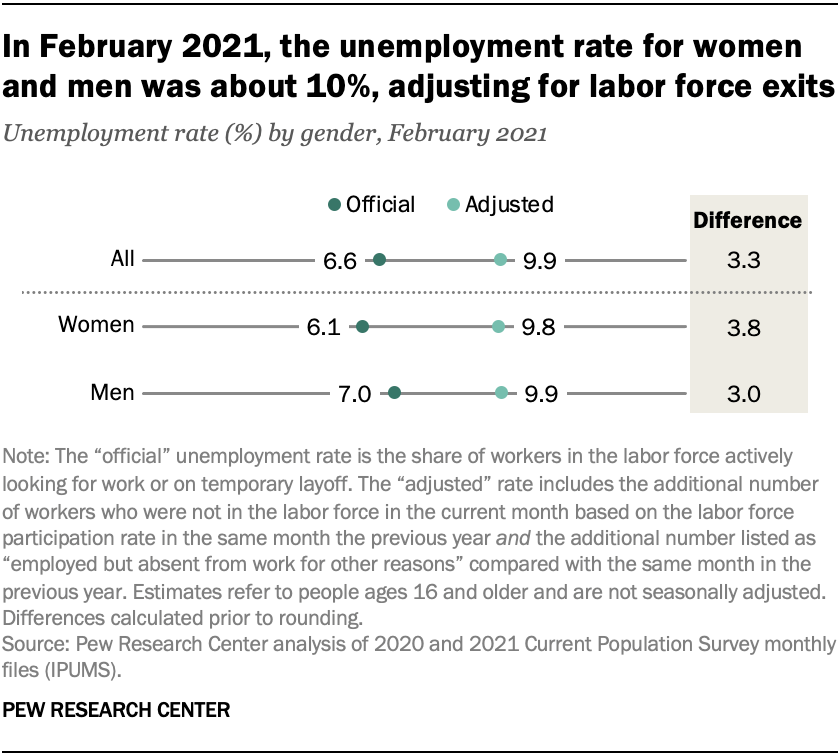 In February 2021, the unemployment rate for women
and men was about 10%, adjusting for labor force exits
Unemployment rate (%) by gender, February 2021
Official Adjusted
Difference
All 6.6 9.9 3.3
Women 6.1 9.8 3.8
Men 7.0 9.9 3.0
Note: The “official” unemployment rate is the share of workers in the labor force actively
looking for work or on temporary layoff. The “adjusted” rate includes the additional number
of workers who were not in the labor force in the current month based on the labor force
participation rate in the same month the previous year and the additional number listed as
“employed but absent from work for other reasons” compared with the same month in the
previous year. Estimates refer to people ages 16 and older and are not seasonally adjusted.
Differences calculated prior to rounding.
Source: Pew Research Center analysis of 2020 and 2021 Current Population Survey monthly
files (IPUMS).
PEW RESEARCH CENTER